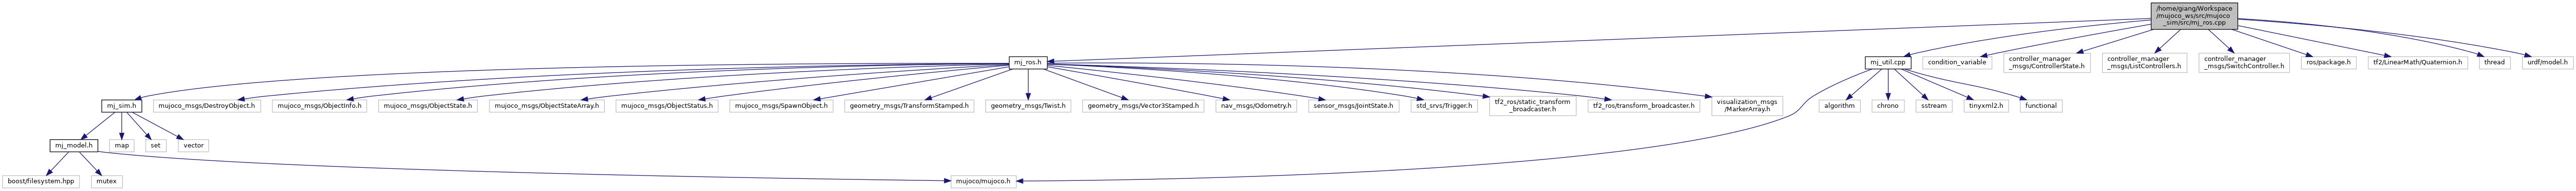 /home/giang/Workspace
/mujoco_ws/src/mujoco
_sim/src/mj_ros.cpp
mj_ros.h
mj_util.cpp
condition_variable
controller_manager
_msgs/ControllerState.h
controller_manager
_msgs/ListControllers.h
controller_manager
_msgs/SwitchController.h
ros/package.h
tf2/LinearMath/Quaternion.h
thread
urdf/model.h
mj_sim.h
mujoco_msgs/DestroyObject.h
mujoco_msgs/ObjectInfo.h
mujoco_msgs/ObjectState.h
mujoco_msgs/ObjectStateArray.h
mujoco_msgs/ObjectStatus.h
mujoco_msgs/SpawnObject.h
geometry_msgs/TransformStamped.h
geometry_msgs/Twist.h
geometry_msgs/Vector3Stamped.h
nav_msgs/Odometry.h
sensor_msgs/JointState.h
std_srvs/Trigger.h
tf2_ros/static_transform
_broadcaster.h
tf2_ros/transform_broadcaster.h
visualization_msgs
/MarkerArray.h
algorithm
chrono
sstream
tinyxml2.h
functional
mj_model.h
map
set
vector
boost/filesystem.hpp
mutex
mujoco/mujoco.h